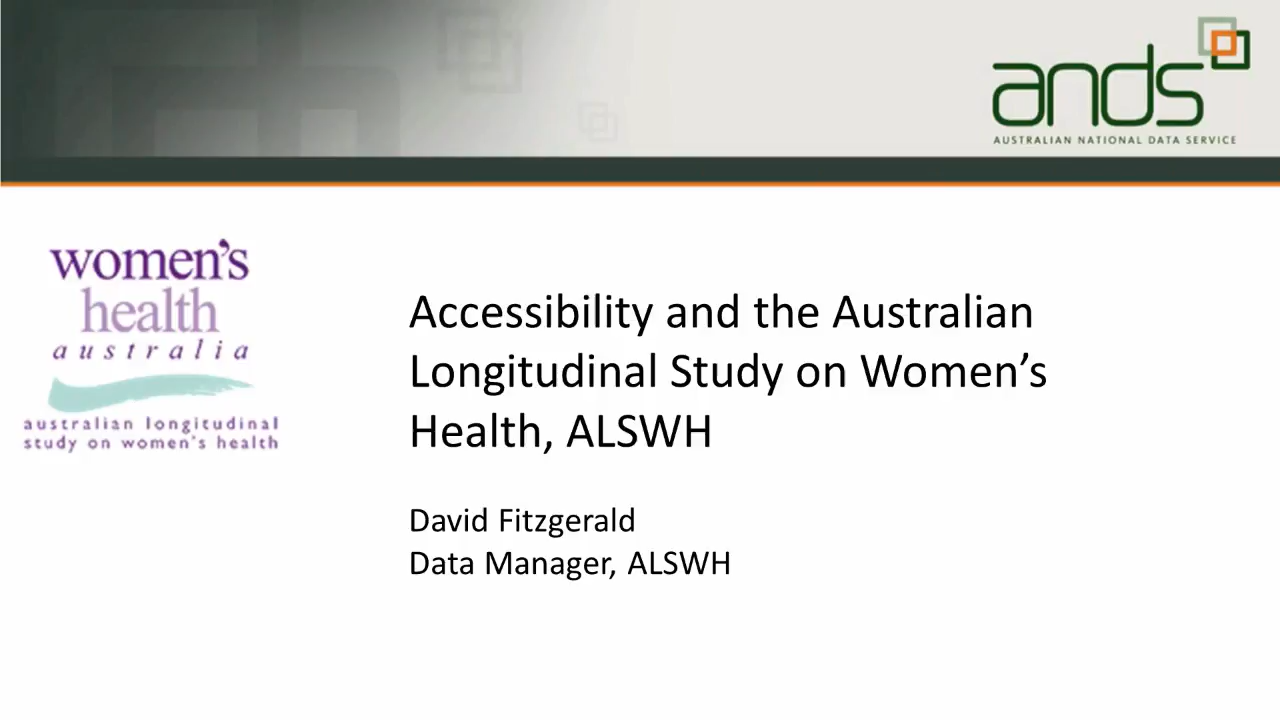 ands
AUSTRALIAN NATIONAL DATA SERVICE
women's
health
australia
australian longitudinal
study on women's health
Accessibility and the Australian
Longitudinal Study on Women’s
Health, ALSWH
David Fitzgerald
Data Manager, ALSWH